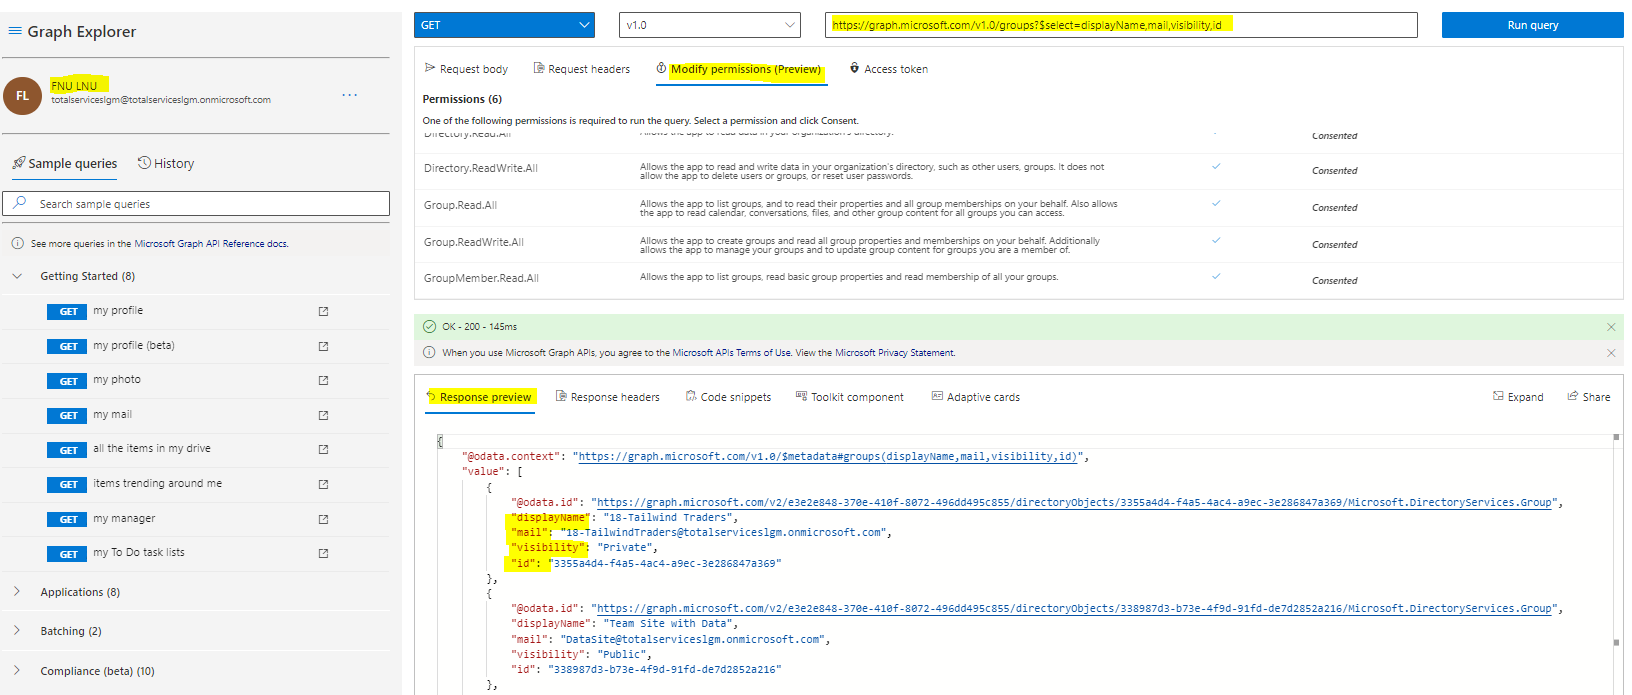 Graph Explorer
FL
FNU LNU
totalserviceslgm@totalserviceslgm.onmicrosoft.com
...
Sample queries
History
Search sample queries
See more queries in the Microsoft Graph API Reference docs.
Getting Started (8)
GET my profile
GET my profile (beta)
GET my photo
GET my mail
GET all the items in my drive
GET items trending around me
GET my manager
GET my To Do task lists
Applications (8)
Batching (2)
Compliance (beta) (10)
GET
v1.0
https://graph.microsoft.com/v1.0/groups?$select=displayName,mail,visibility,id
Run query
Request body
Request headers
Modify permissions (Preview)
Access token
Permissions (6)
One of the following permissions is required to run the query. Select a permission and click Consent.
Directory.Read.All
Allows the app to read data in your organization's directory.
Consented
Directory.ReadWrite.All
Allows the app to read and write data in your organization's directory, such as other users, groups. It does not
allow the app to delete users or groups, or reset user passwords.
Consented
Group.Read.All
Allows the app to list groups, and to read their properties and all group memberships on your behalf. Also allows
the app to read calendar, conversations, files, and other group content for all groups you can access.
Consented
Group.ReadWrite.All
Allows the app to create groups and read all group properties and memberships on your behalf. Additionally
allows the app to manage your groups and to update group content for groups you are a member of.
Consented
GroupMember.Read.All
Allows the app to list groups, read basic group properties and read membership of all your groups.
Consented
OK - 200 - 145ms
When you use Microsoft Graph APIs, you agree to the Microsoft APIs Terms of Use. View the Microsoft Privacy Statement.
Response preview
Response headers
Code snippets
Toolkit component
Adaptive cards
Expand
Share
{
"@odata.context": "https://graph.microsoft.com/v1.0/$metadata#groups(displayName,mail,visibility,id)",
"value": [
{
"@odata.id": "https://graph.microsoft.com/v2/e3e2e848-370e-410f-8072-496dd495c855/directoryObjects/3355a4d4-f4a5-4ac4-a9ec-3e286847a369/Microsoft.DirectoryServices.Group",
"displayName": "18-Tailwind Traders",
"mail": "18-TailwindTraders@totalserviceslgm.onmicrosoft.com",
"visibility": "Private",
"id": "3355a4d4-f4a5-4ac4-a9ec-3e286847a369"
},
{
"@odata.id": "https://graph.microsoft.com/v2/e3e2e848-370e-410f-8072-496dd495c855/directoryObjects/338987d3-b73e-4f9d-91fd-de7d2852a216/Microsoft.DirectoryServices.Group",
"displayName": "Team Site with Data",
"mail": "DataSite@totalserviceslgm.onmicrosoft.com",
"visibility": "Public",
"id": "338987d3-b73e-4f9d-91fd-de7d2852a216"
},